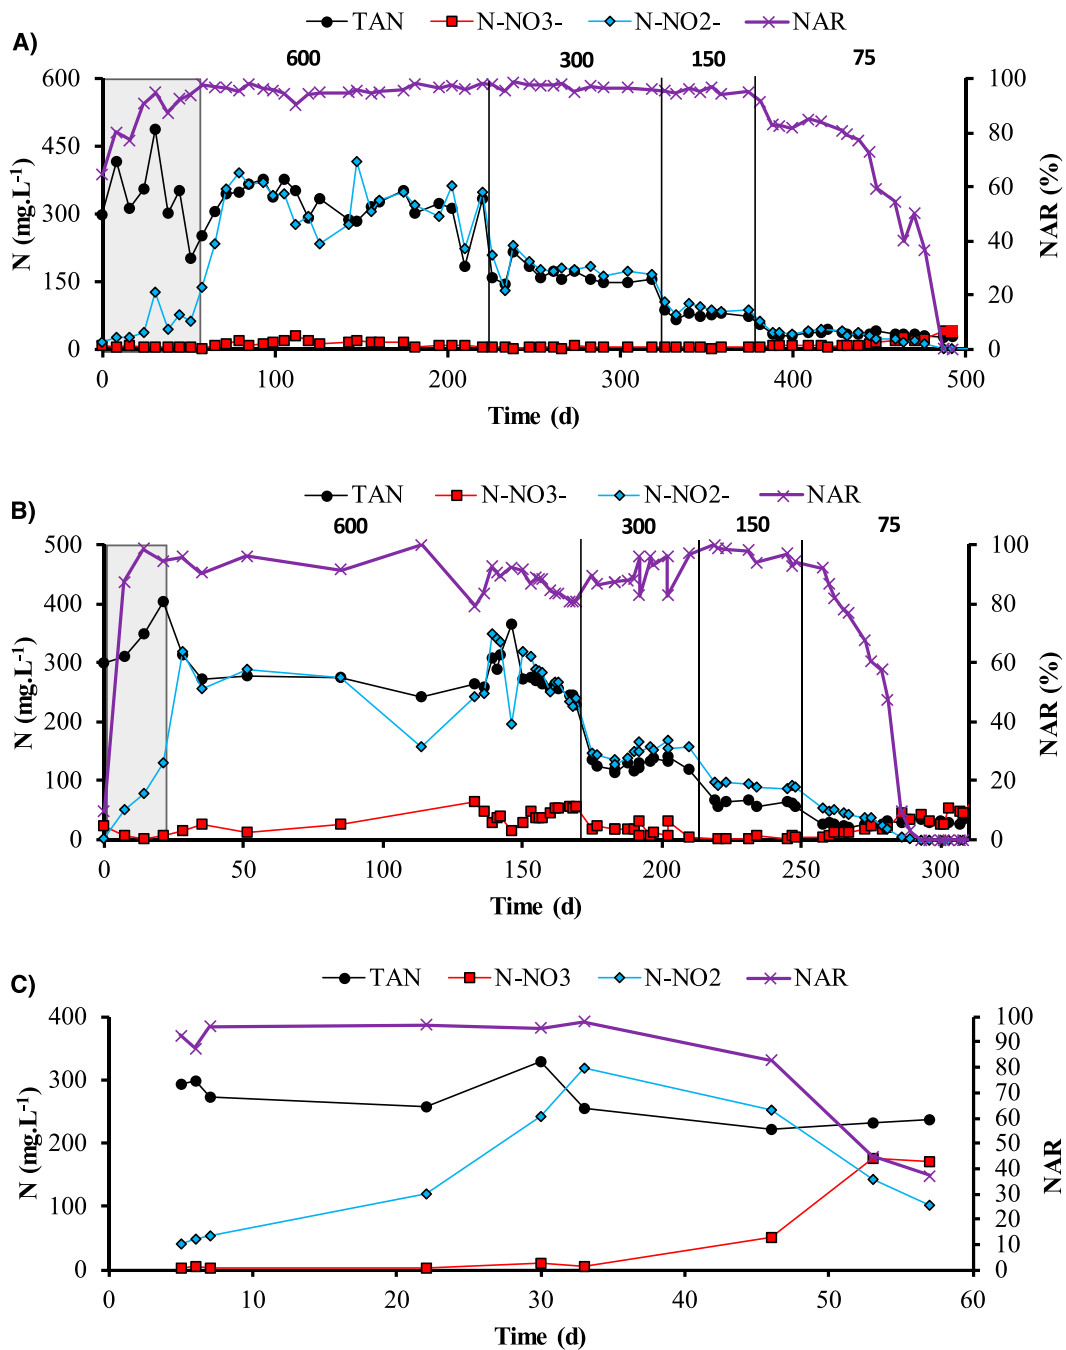 TAN N-NO3- N-NO2- NAR
A)
600 300 150 75
600 100
450 80
300 60
150 40
0 20
0
N (mg.L-1)
NAR (%)
0 100 200 300 400 500
Time (d)
TAN N-NO3- N-NO2- NAR
B)
600 300 150 75
500 100
400 80
300 60
200 40
100 20
0 0
N (mg.L-1)
NAR (%)
0 50 100 150 200 250 300
Time (d)
TAN N-NO3 N-NO2 NAR
C)
400 100
90
300 80
70
200 60
50
100 40
30
0 20
10
0
N (mg.L-1)
NAR
0 10 20 30 40 50 60
Time (d)